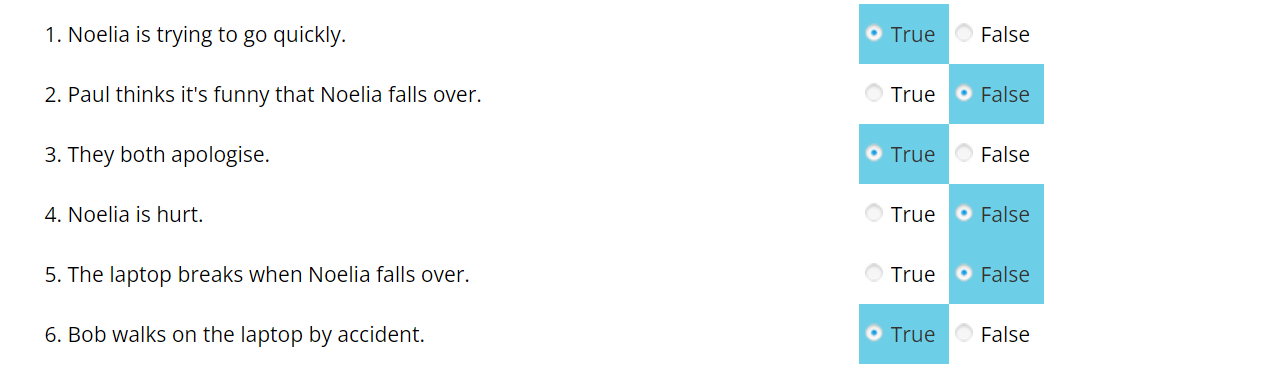 1. Noelia is trying to go quickly. True False
2. Paul thinks it's funny that Noelia falls over. True False
3. They both apologise. True False
4. Noelia is hurt. True False
5. The laptop breaks when Noelia falls over. True False
6. Bob walks on the laptop by accident. True False